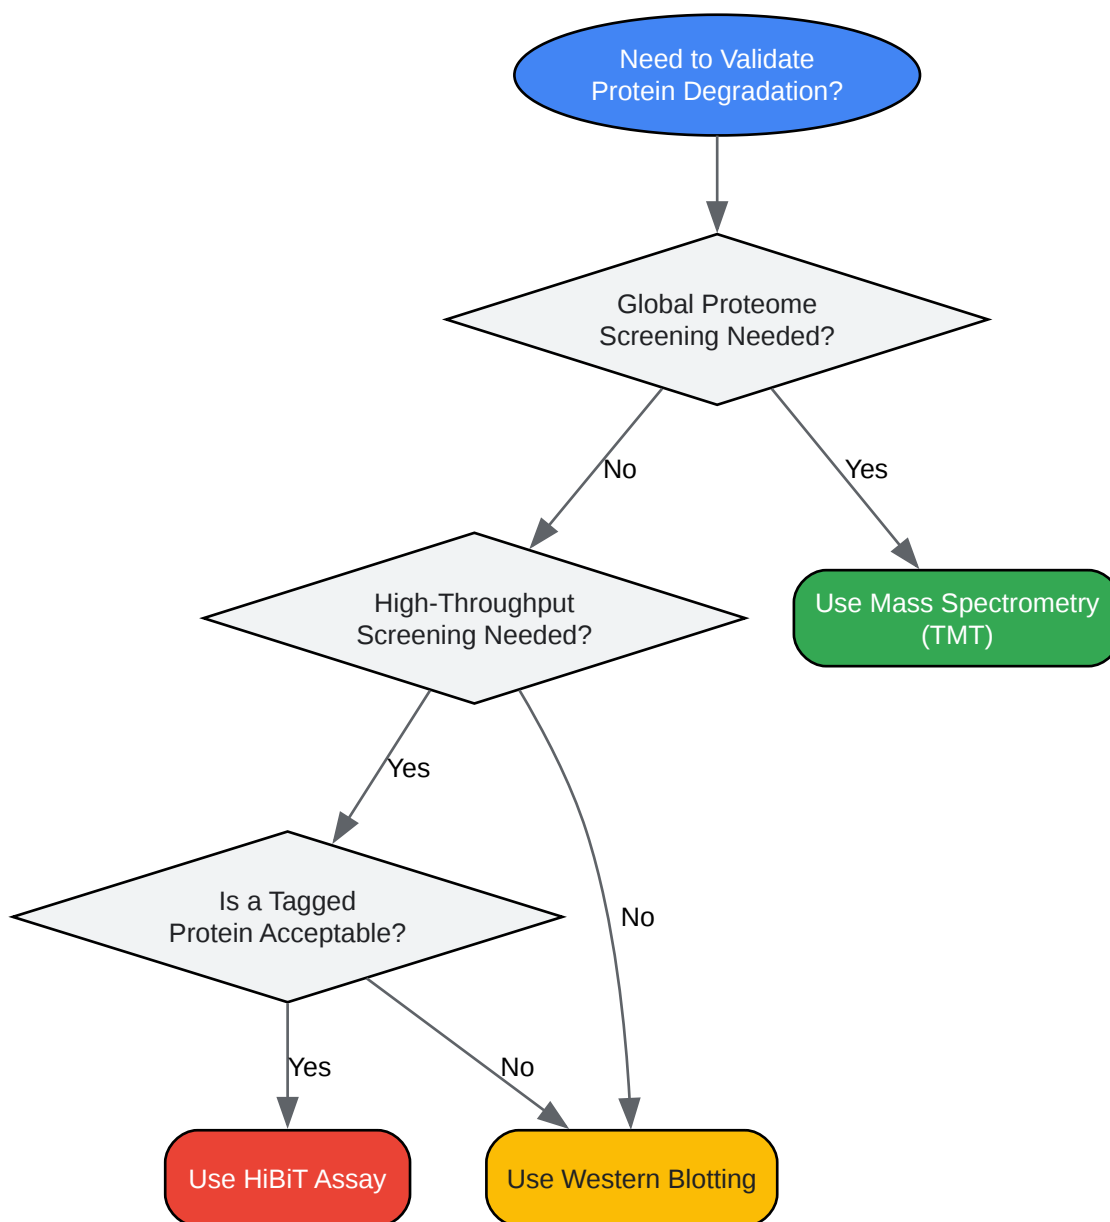 Need to Validate
Protein Degradation?
Global Proteome
Screening Needed?
No
Yes
High-Throughput
Screening Needed?
Use Mass Spectrometry
(TMT)
Yes
Is a Tagged
Protein Acceptable?
No
Yes
No
Use HiBiT Assay
Use Western Blotting